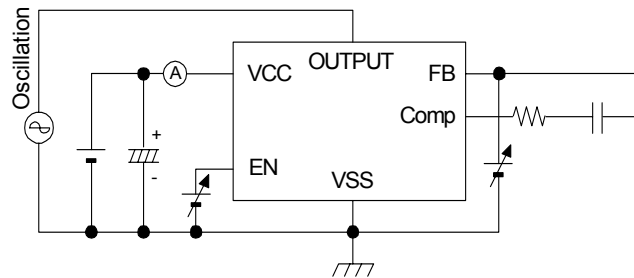 Oscillation
A
VCC
OUTPUT
FB
Comp
+
-
EN
VSS